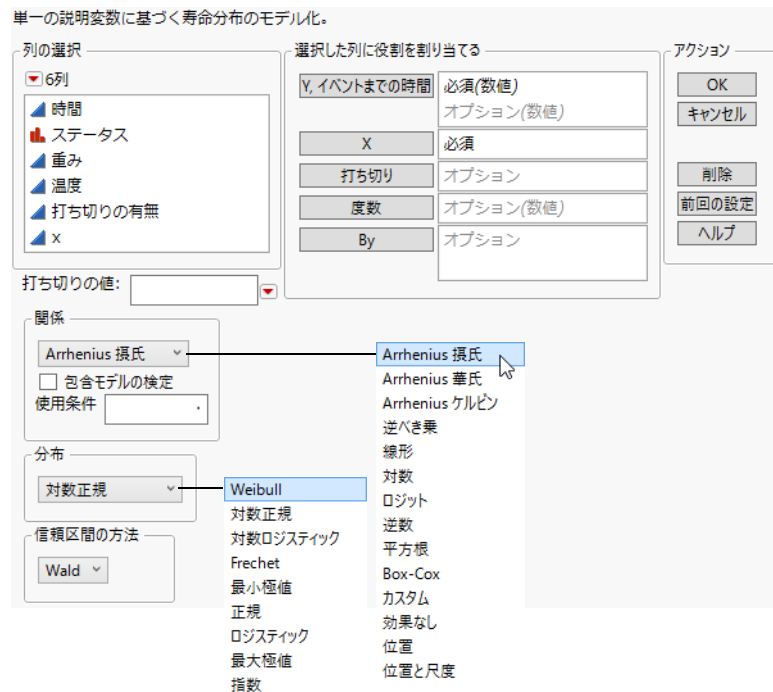 単一の説明変数に基づく寿命分布のモデル化。
列の選択
6列
時間
ステータス
重み
温度
打ち切りの有無
x
選択した列に役割を割り当てる
Y, イベントまでの時間
必須(数値)
オプション(数値)
X
必須
打ち切り
オプション
度数
オプション(数値)
By
オプション
アクション
OK
キャンセル
削除
前回の設定
ヘルプ
打ち切りの値:
関係
Arrhenius 摂氏
包含モデルの検定
使用条件
.
分布
対数正規
信頼区間の方法
Wald
Weibull
対数正規
対数ロジスティック
Frechet
最小極値
正規
ロジスティック
最大極値
指数
Arrhenius 摂氏
Arrhenius 華氏
Arrhenius ケルビン
逆べき乗
線形
対数
ロジット
逆数
平方根
Box-Cox
カスタム
効果なし
位置
位置と尺度